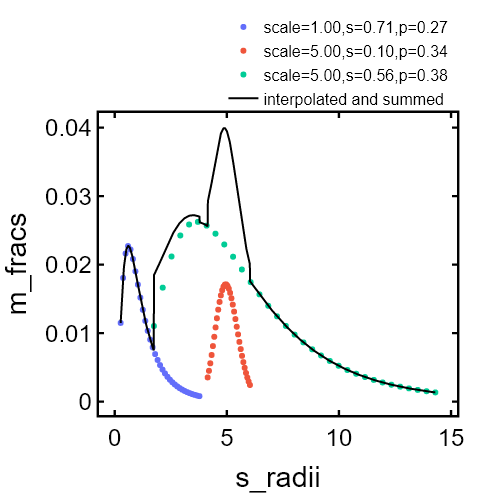 scale=1.00,s=0.71,p=0.27
scale=5.00,s=0.10,p=0.34
scale=5.00,s=0.56,p=0.38
interpolated and summed
0.04
0.03
0.02
0.01
0
m_fracs
0 5 10 15
s_radii